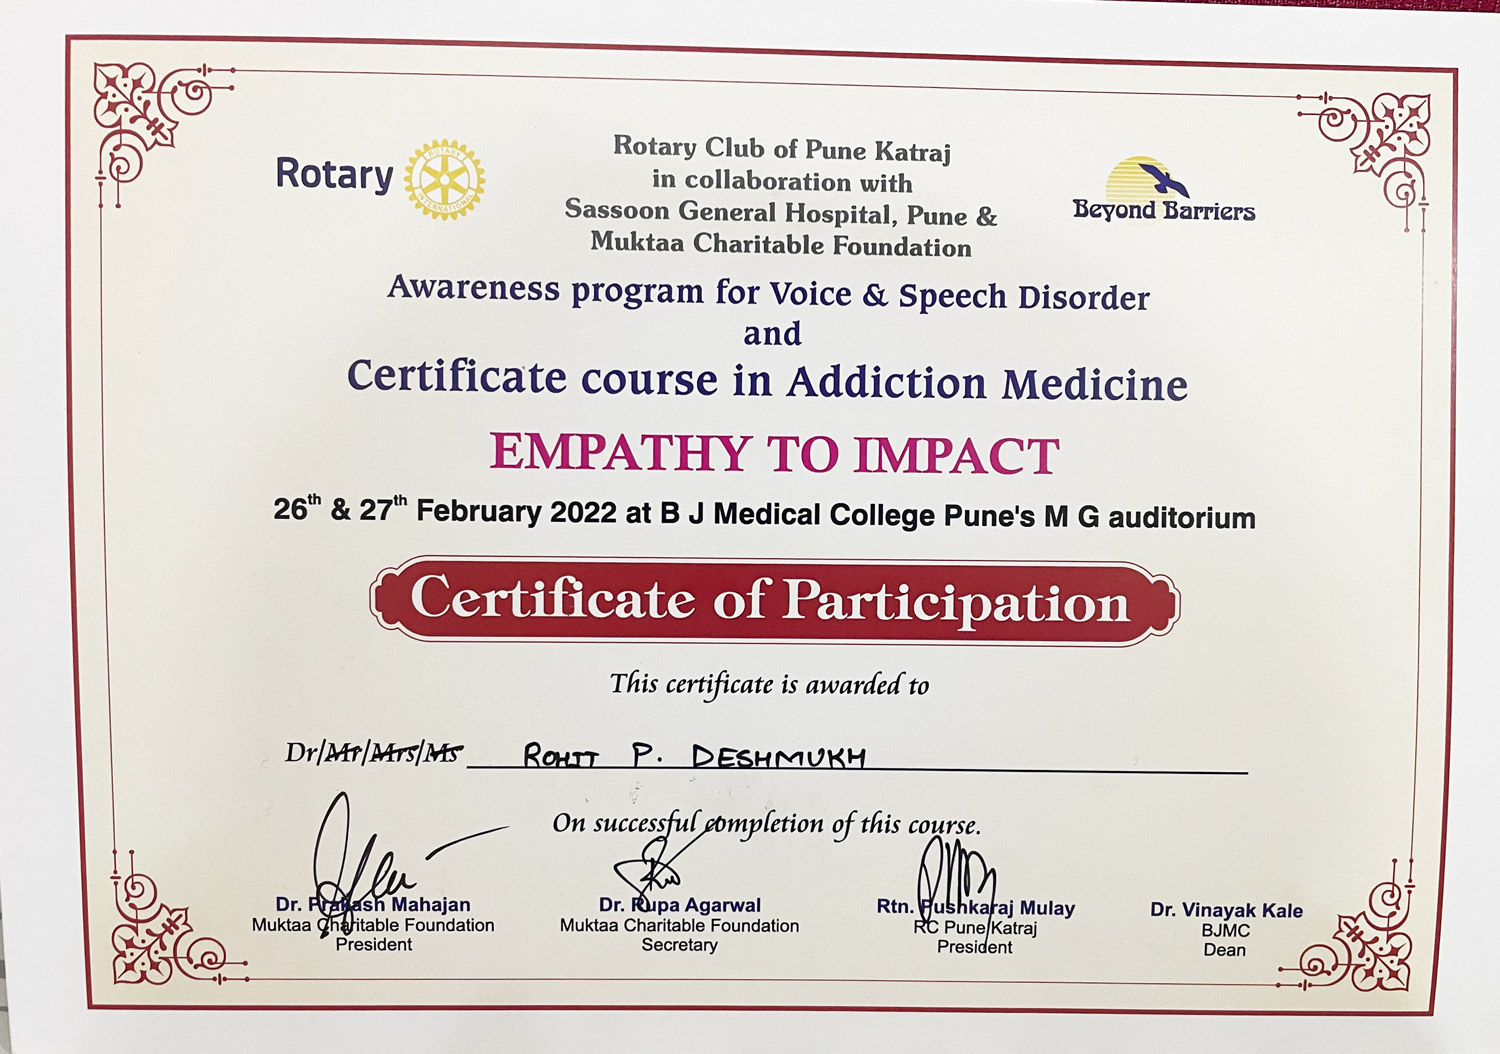 Rotary
ROTARY
INTERNATIONAL
Rotary Club of Pune Katraj
in collaboration with
Sassoon General Hospital, Pune &
Muktaa Charitable Foundation
Beyond Barriers
Awareness program for Voice & Speech Disorder
and
Certificate course in Addiction Medicine
EMPATHY TO IMPACT
26th & 27th February 2022 at B J Medical College Pune's M G auditorium
Certificate of Participation
This certificate is awarded to
Dr/Mr/Mrs/Ms ROHIT P. DESHMUKH
On successful completion of this course.
Dr. Prakash Mahajan
Muktaa Charitable Foundation
President
Dr. Rupa Agarwal
Muktaa Charitable Foundation
Secretary
Rtn. Pushkaraj Mulay
RC Pune Katraj
President
Dr. Vinayak Kale
BJMC
Dean